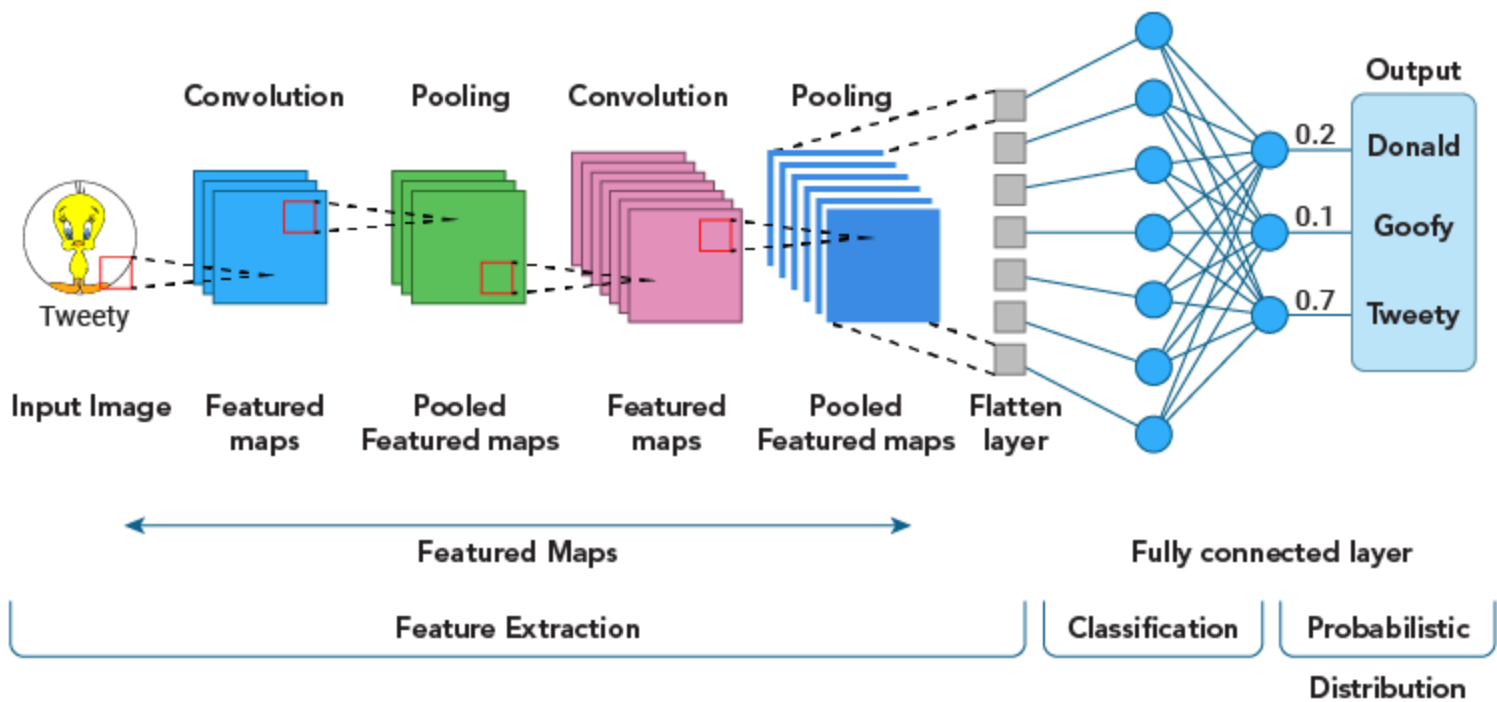 Output
Convolution
Pooling
Convolution
Pooling
0.2
Donald
0.1
Goofy
0.7
Tweety
Tweety
Input Image
Featured
maps
Pooled
Featured maps
Featured
maps
Pooled
Featured maps
Flatten
layer
Featured Maps
Fully connected layer
Feature Extraction
Classification
Probabilistic
Distribution